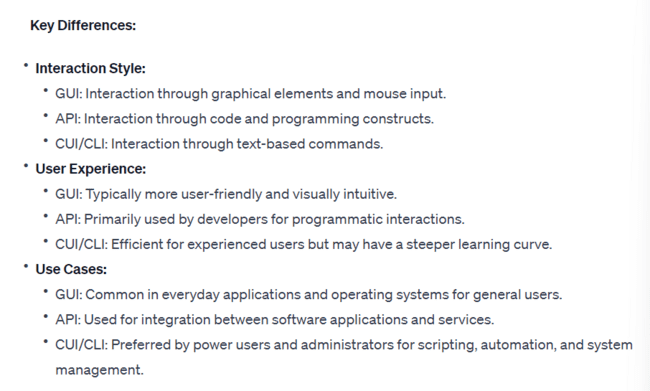 Key Differences:
• Interaction Style:
• GUI: Interaction through graphical elements and mouse input.
• API: Interaction through code and programming constructs.
• CUI/CLI: Interaction through text-based commands.
• User Experience:
• GUI: Typically more user-friendly and visually intuitive.
• API: Primarily used by developers for programmatic interactions.
• CUI/CLI: Efficient for experienced users but may have a steeper learning curve.
• Use Cases:
• GUI: Common in everyday applications and operating systems for general users.
• API: Used for integration between software applications and services.
• CUI/CLI: Preferred by power users and administrators for scripting, automation, and system
management.